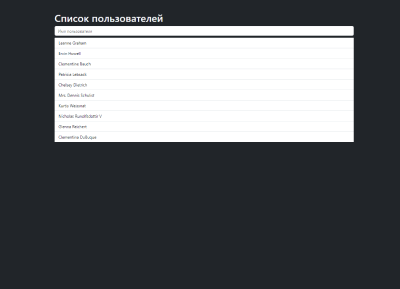 Список пользователей
Имя пользователя
Leanne Graham
Ervin Howell
Clementine Bauch
Patricia Lebsack
Chelsey Dietrich
Mrs. Dennis Schulist
Kurtis Weissnat
Nicholas Runolfsdottir V
Glenna Reichert
Clementina DuBuque